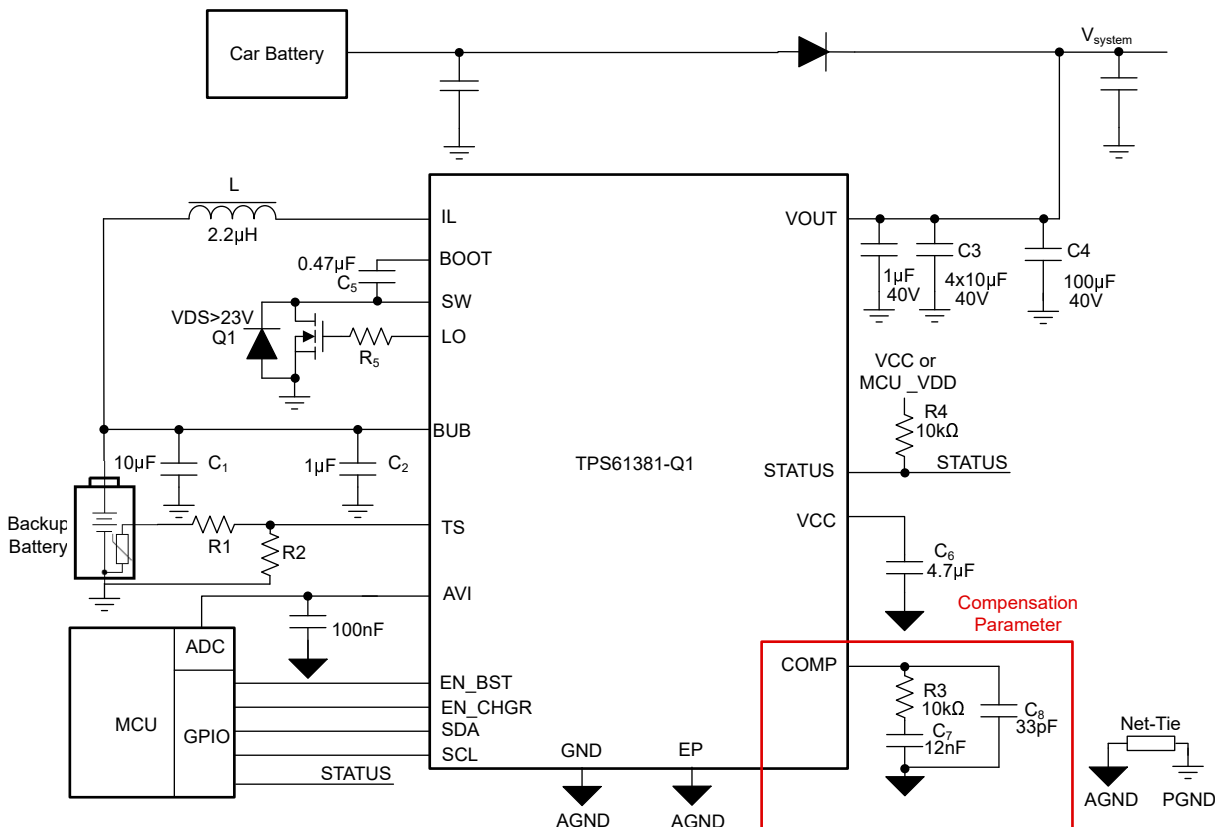 Car Battery
Vsystem
L
2.2µH
IL
VOUT
BOOT
0.47µF
C5
SW
1µF
40V
C3
4x10µF
40V
C4
100µF
40V
VDS>23V
Q1
LO
R5
VCC or
MCU _VDD
R4
10kΩ
BUB
10µF
C1
1µF
C2
TPS61381-Q1
STATUS
STATUS
Backup
Battery
R1
R2
TS
VCC
C6
4.7µF
AVI
100nF
Compensation
Parameter
ADC
COMP
R3
10kΩ
C7
12nF
C8
33pF
MCU
GPIO
EN_BST
EN_CHGR
SDA
SCL
STATUS
GND
EP
AGND
AGND
Net-Tie
AGND
PGND